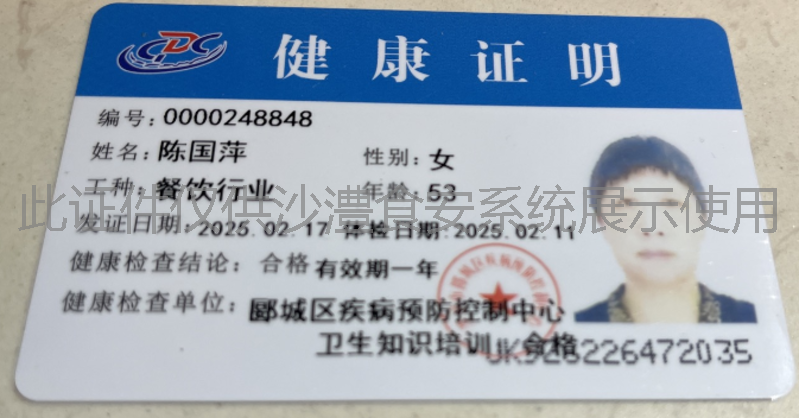 CDC
健康证明
编号：0000248848
姓名：陈国萍
性别：女
工种：餐饮行业
年龄：53
此证件仅供沙澧食安系统展示使用
发证日期：2025.02.17 体检日期：2025.02.11
健康检查结论：合格 有效期一年
健康检查单位：郾城区疾病预防控制中心
卫生知识培训：合格